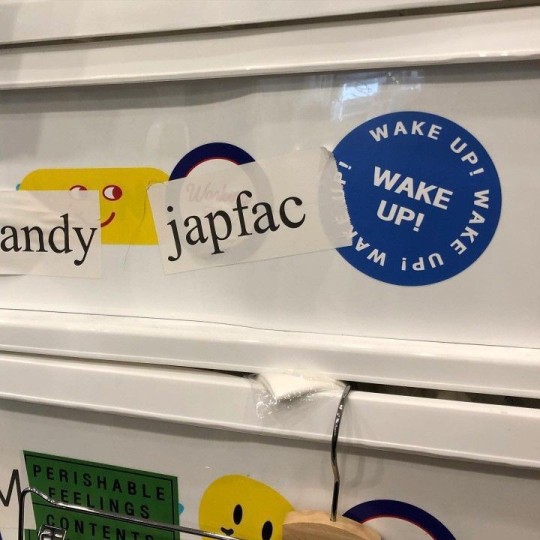 WAKE UP! WAKE UP! WAKE UP!
WAKE
UP!
andy
japfac
PERISHABLE
FEELINGS
CONTENTS